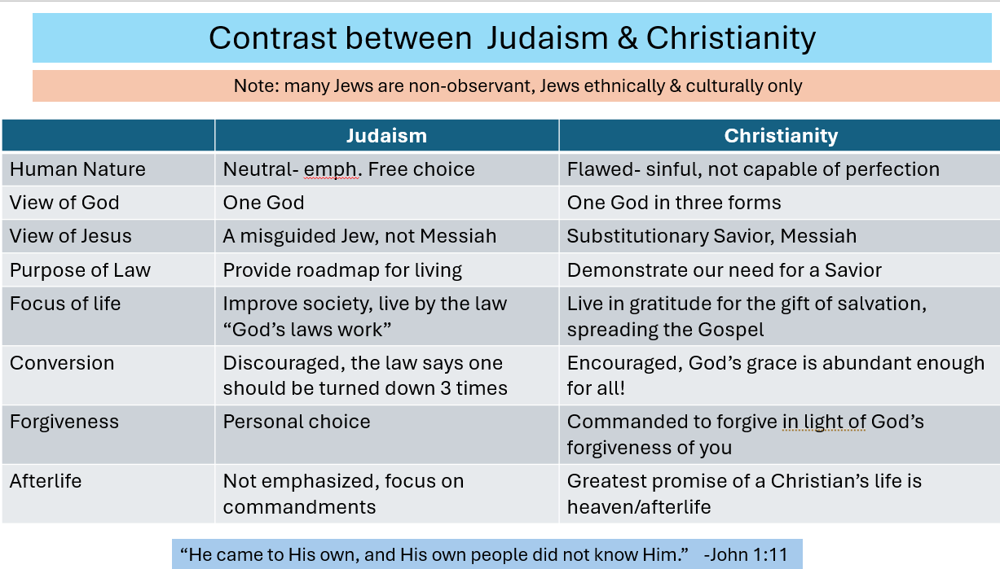 Contrast between  Judaism & Christianity
Note: many Jews are non-observant, Jews ethnically & culturally only
Judaism Christianity
Human Nature Neutral- emph. Free choice Flawed- sinful, not capable of perfection
View of God One God One God in three forms
View of Jesus A misguided Jew, not Messiah Substitutionary Savior, Messiah
Purpose of Law Provide roadmap for living Demonstrate our need for a Savior
Focus of life Improve society, live by the law Live in gratitude for the gift of salvation,
“God’s laws work” spreading the Gospel
Conversion Discouraged, the law says one Encouraged, God’s grace is abundant enough
should be turned down 3 times for all!
Forgiveness Personal choice Commanded to forgive in light of God’s
forgiveness of you
Afterlife Not emphasized, focus on Greatest promise of a Christian’s life is
commandments heaven/afterlife
“He came to His own, and His own people did not know Him.”   -John 1:11